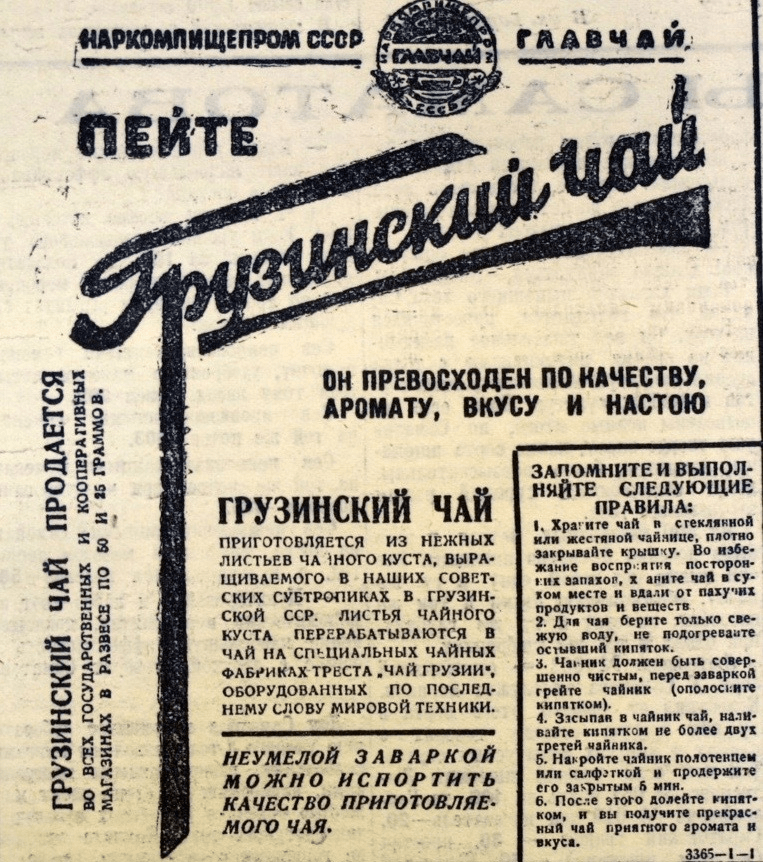 НАРКОМПИЩЕПРОМ СССР
НАРКОМПИЩЕПРОМ
ГЛАВЧАЙ
СССР
ГЛАВЧАЙ
ПЕЙТЕ
Грузинский чай
ОН ПРЕВОСХОДЕН ПО КАЧЕСТВУ,
АРОМАТУ, ВКУСУ И НАСТОЮ
ГРУЗИНСКИЙ ЧАЙ ПРОДАЕТСЯ
ВО ВСЕХ ГОСУДАРСТВЕННЫХ И КООПЕРАТИВНЫХ
МАГАЗИНАХ В РАЗВЕСЕ ПО 50 И 25 ГРАММОВ.
ГРУЗИНСКИЙ ЧАЙ
ПРИГОТОВЛЯЕТСЯ ИЗ НЕЖНЫХ
ЛИСТЬЕВ ЧАЙНОГО КУСТА, ВЫРА-
ЩИВАЕМОГО В НАШИХ СОВЕТ-
СКИХ СУБТРОПИКАХ В ГРУЗИН-
СКОЙ ССР. ЛИСТЬЯ ЧАЙНОГО
КУСТА ПЕРЕРАБАТЫВАЮТСЯ В
ЧАЙ НА СПЕЦИАЛЬНЫХ ЧАЙНЫХ
ФАБРИКАХ ТРЕСТА „ЧАЙ ГРУЗИИ“,
ОБОРУДОВАННЫХ ПО ПОСЛЕД-
НЕМУ СЛОВУ МИРОВОЙ ТЕХНИКИ.
НЕУМЕЛОЙ ЗАВАРКОЙ
МОЖНО ИСПОРТИТЬ
КАЧЕСТВО ПРИГОТОВЛЯЕ-
МОГО ЧАЯ.
ЗАПОМНИТЕ И ВЫПОЛ-
НЯЙТЕ СЛЕДУЮЩИЕ
ПРАВИЛА:
1. Храните чай в стеклянной
или жестяной чайнице, плотно
закрывайте крышку. Во избе-
жание восприятия посторон-
них запахов, храните чай в су-
хом месте и вдали от пахучих
продуктов и веществ
2. Для чая берите только све-
жую воду, не подогревайте
остывший кипяток.
3. Чайник должен быть совер-
шенно чистым, перед заваркой
грейте чайник (ополосните
кипятком).
4. Засыпав в чайник чай, нали-
вайте кипятком не более двух
третей чайника.
5. Накройте чайник полотенцем
или салфеткой и продержите
его закрытым 5 мин.
6. После этого долейте кипят-
ком, и вы получите прекрас-
ный чай приятного аромата и
вкуса.
3365—1—1